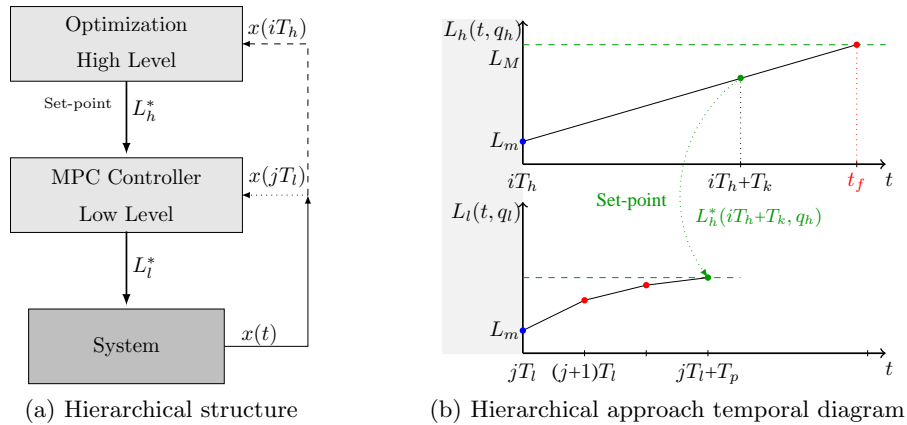 Optimization
High Level
x(iT_h)
Set-point
L_h^*
MPC Controller
Low Level
x(jT_l)
L_l^*
System
x(t)
(a) Hierarchical structure
L_h(t, q_h)
L_M
L_m
iT_h
iT_h+T_k
t_f
t
Set-point
L_h^*(iT_h+T_k, q_h)
L_l(t, q_l)
L_m
jT_l
(j+1)T_l
jT_l+T_p
t
(b) Hierarchical approach temporal diagram